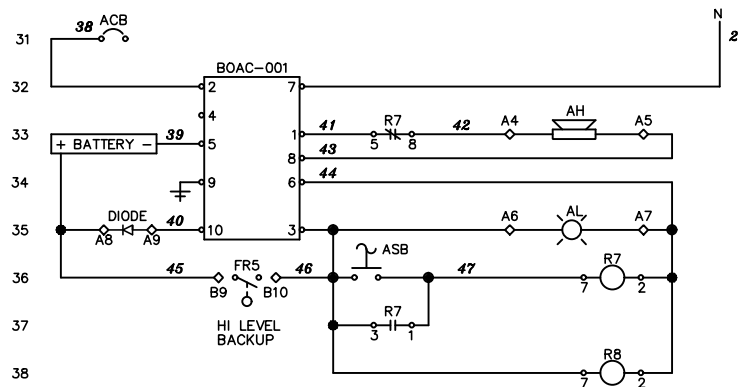 N
38 ACB
31 2
BOAC-001
32 2 7
4
41 R7 42 A4 AH A5
33 + BATTERY - 39 5 1 5 8
43
8
44
34 9 6
DIODE 40 A6 AL A7
35 10 3
A8 A9
ASB
45 FR5 46 47 R7
36 B9 B10 7 2
HI LEVEL R7
37 BACKUP 3 1
R8
38 7 2